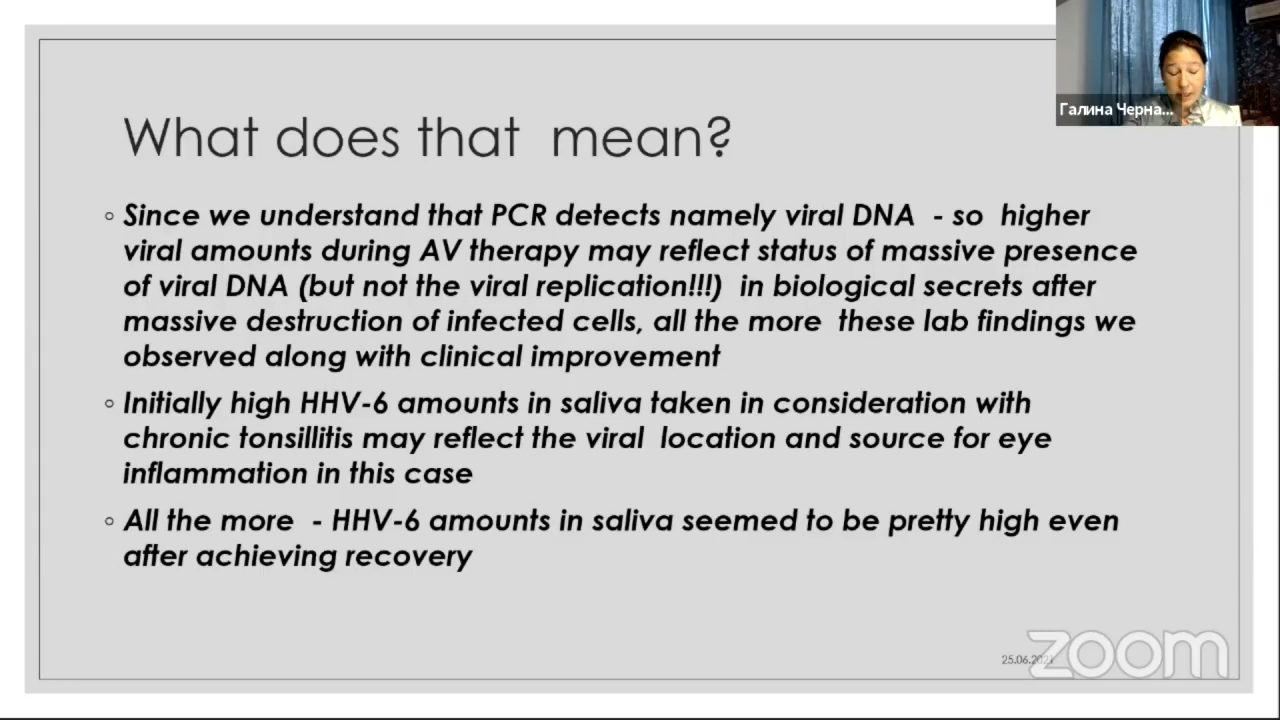 Галина Черна...
What does that mean?
◦ Since we understand that PCR detects namely viral DNA - so higher
viral amounts during AV therapy may reflect status of massive presence
of viral DNA (but not the viral replication!!!) in biological secrets after
massive destruction of infected cells, all the more these lab findings we
observed along with clinical improvement
◦ Initially high HHV-6 amounts in saliva taken in consideration with
chronic tonsillitis may reflect the viral location and source for eye
inflammation in this case
◦ All the more - HHV-6 amounts in saliva seemed to be pretty high even
after achieving recovery
25.06.2021
zoom